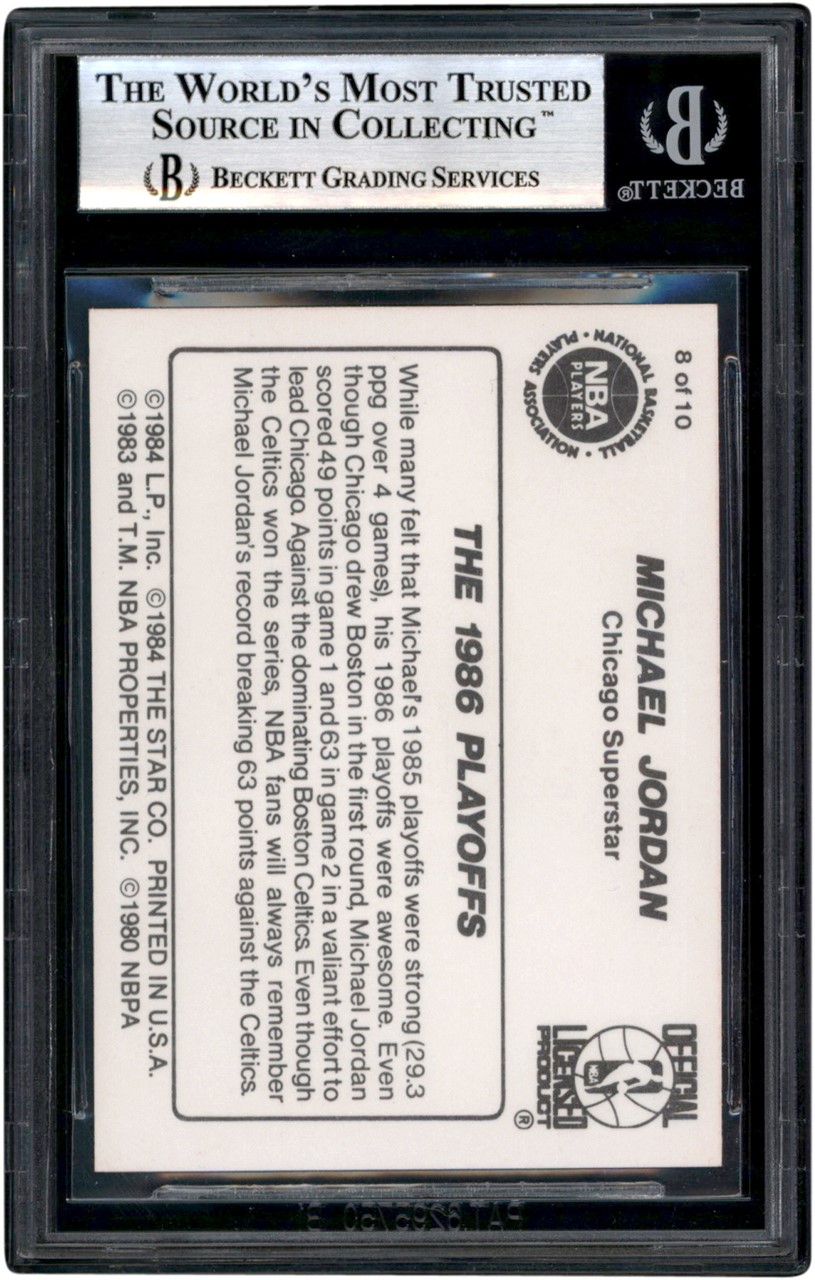 THE WORLD'S MOST TRUSTED
SOURCE IN COLLECTING™
B BECKETT GRADING SERVICES
B
BECKETT®
8 of 10
NATIONAL BASKETBALL PLAYERS ASSOCIATION
NBA
PLAYERS
MICHAEL JORDAN
Chicago Superstar
OFFICIAL
NBA
LICENSED
PRODUCT
®
THE 1986 PLAYOFFS
While many felt that Michael's 1985 playoffs were strong (29.3
ppg over 4 games), his 1986 playoffs were awesome. Even
though Chicago drew Boston in the first round, Michael Jordan
scored 49 points in game 1 and 63 in game 2 in a valiant effort to
lead Chicago. Against the dominating Boston Celtics. Even though
the Celtics won the series, NBA fans will always remember
Michael Jordan's record breaking 63 points against the Celtics.
©1984 L.P., Inc. ©1984 THE STAR CO. PRINTED IN U.S.A.
©1983 and T.M. NBA PROPERTIES, INC. ©1980 NBPA